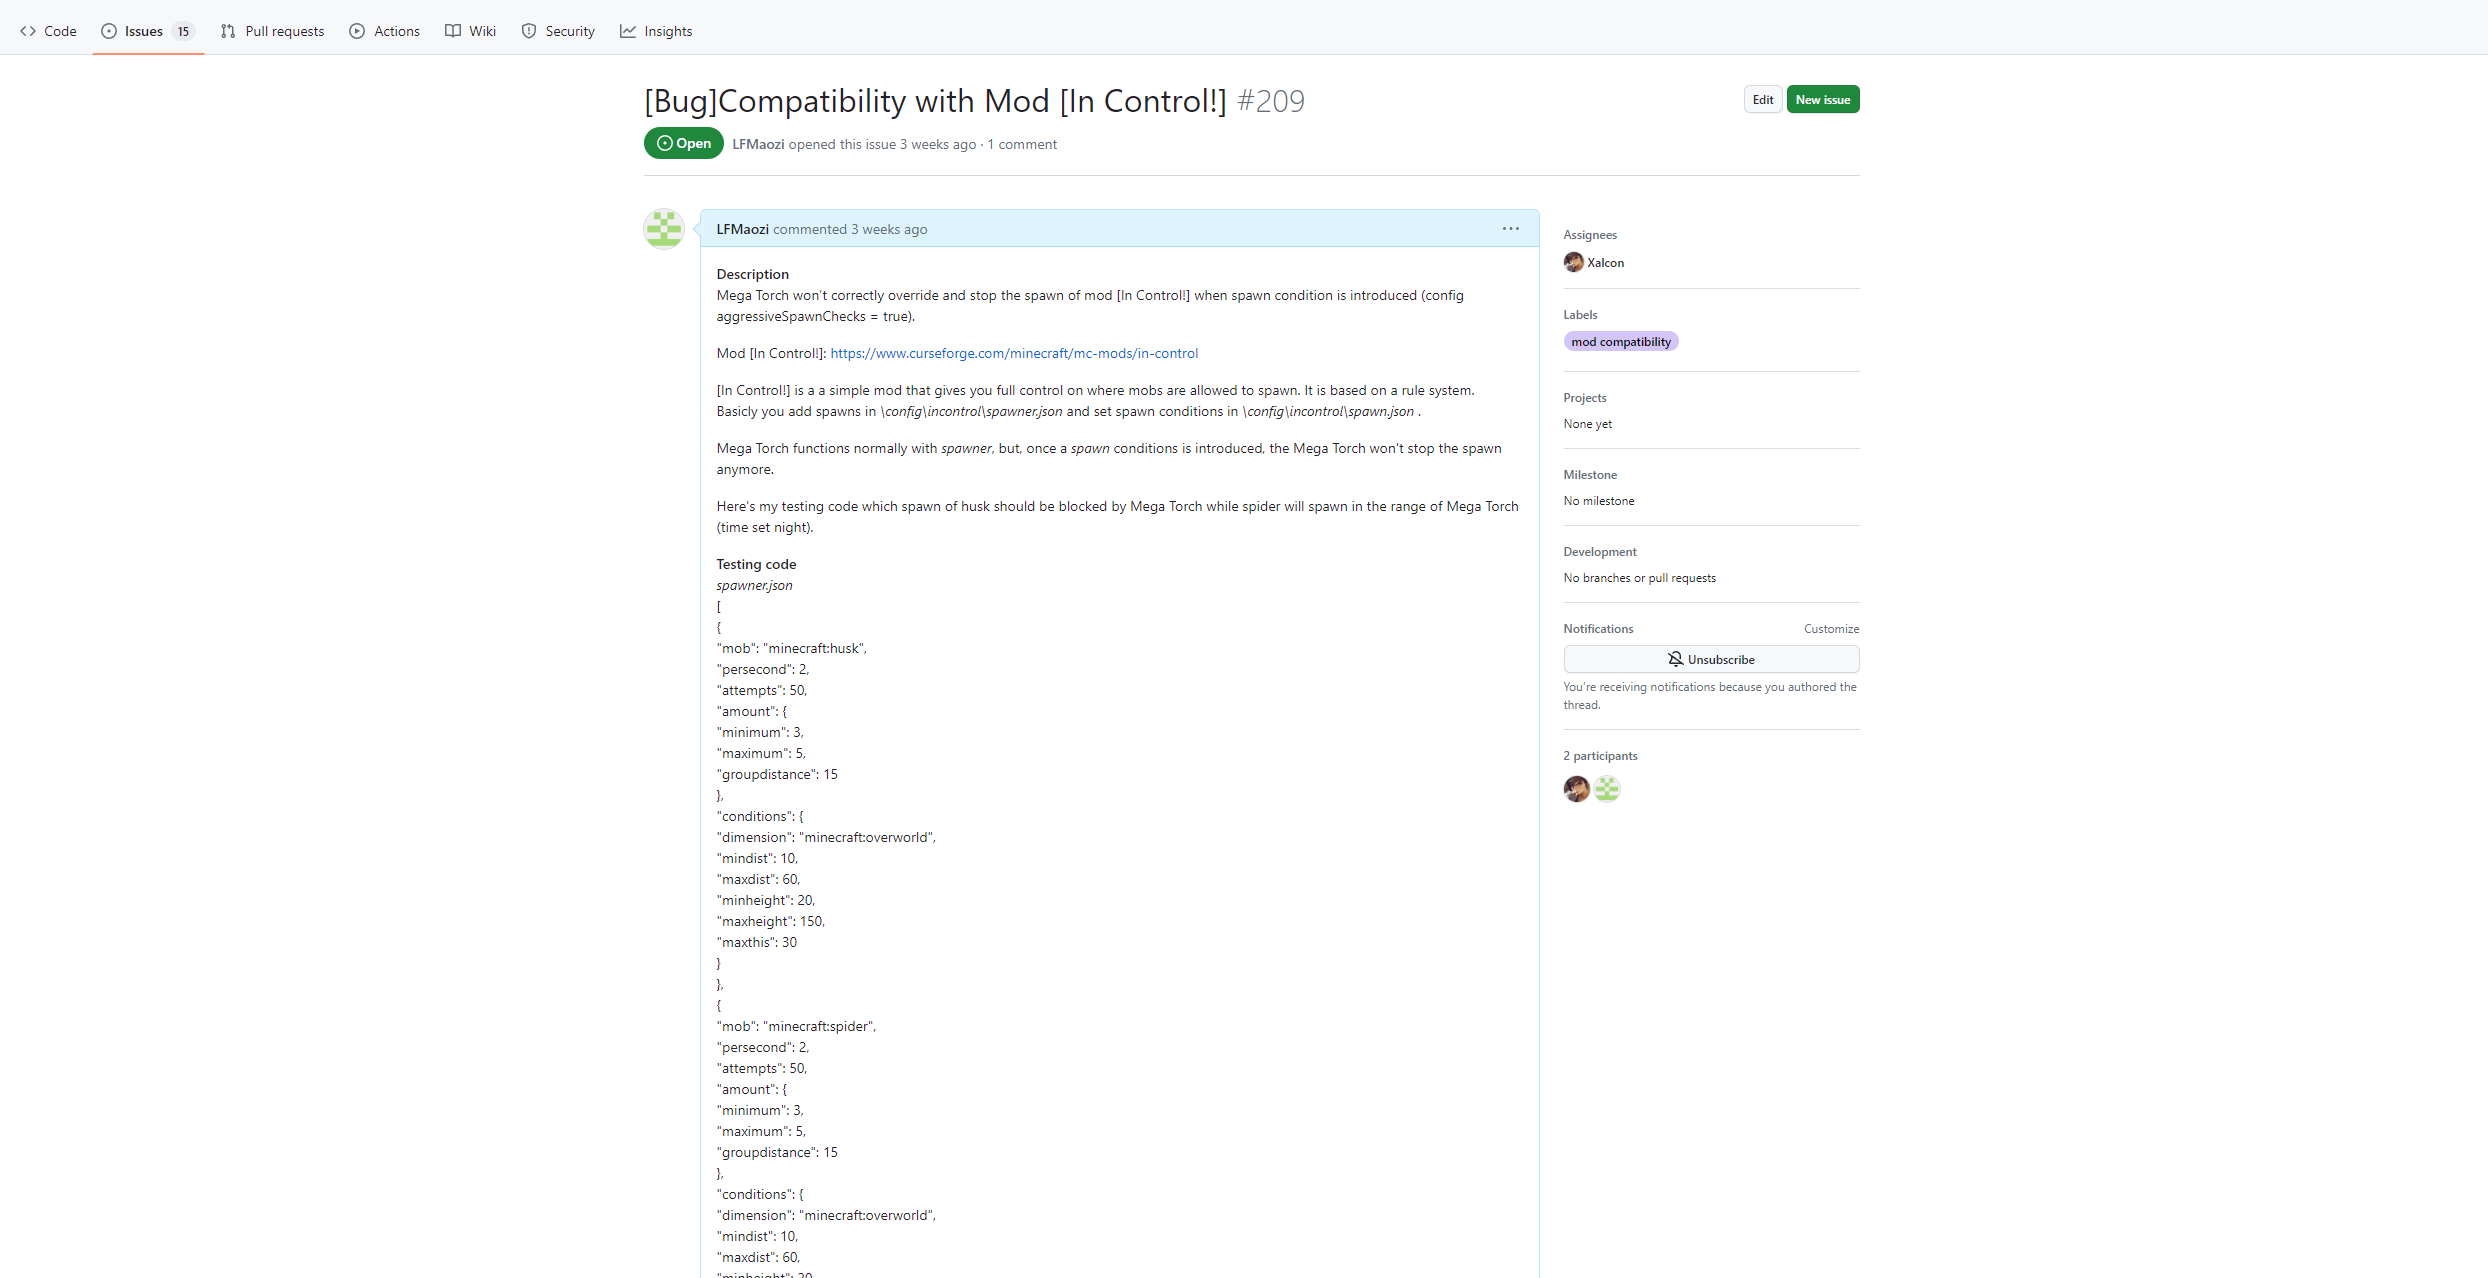 Code
Issues 15
Pull requests
Actions
Wiki
Security
Insights
[Bug]Compatibility with Mod [In Control!] #209
Edit
New issue
Open
LFMaozi opened this issue 3 weeks ago · 1 comment
LFMaozi commented 3 weeks ago
Description
Mega Torch won't correctly override and stop the spawn of mod [In Control!] when spawn condition is introduced (config
aggressiveSpawnChecks = true).
Mod [In Control!]: https://www.curseforge.com/minecraft/mc-mods/in-control
[In Control!] is a a simple mod that gives you full control on where mobs are allowed to spawn. It is based on a rule system.
Basicly you add spawns in \config\incontrol\spawner.json and set spawn conditions in \config\incontrol\spawn.json .
Mega Torch functions normally with spawner, but, once a spawn conditions is introduced, the Mega Torch won't stop the spawn
anymore.
Here's my testing code which spawn of husk should be blocked by Mega Torch while spider will spawn in the range of Mega Torch
(time set night).
Testing code
spawner.json
[
{
"mob": "minecraft:husk",
"persecond": 2,
"attempts": 50,
"amount": {
"minimum": 3,
"maximum": 5,
"groupdistance": 15
},
"conditions": {
"dimension": "minecraft:overworld",
"mindist": 10,
"maxdist": 60,
"minheight": 20,
"maxheight": 150,
"maxthis": 30
}
},
{
"mob": "minecraft:spider",
"persecond": 2,
"attempts": 50,
"amount": {
"minimum": 3,
"maximum": 5,
"groupdistance": 15
},
"conditions": {
"dimension": "minecraft:overworld",
"mindist": 10,
"maxdist": 60,
"minheight": 20
Assignees
Xalcon
Labels
mod compatibility
Projects
None yet
Milestone
No milestone
Development
No branches or pull requests
Notifications
Customize
Unsubscribe
You're receiving notifications because you authored the
thread.
2 participants